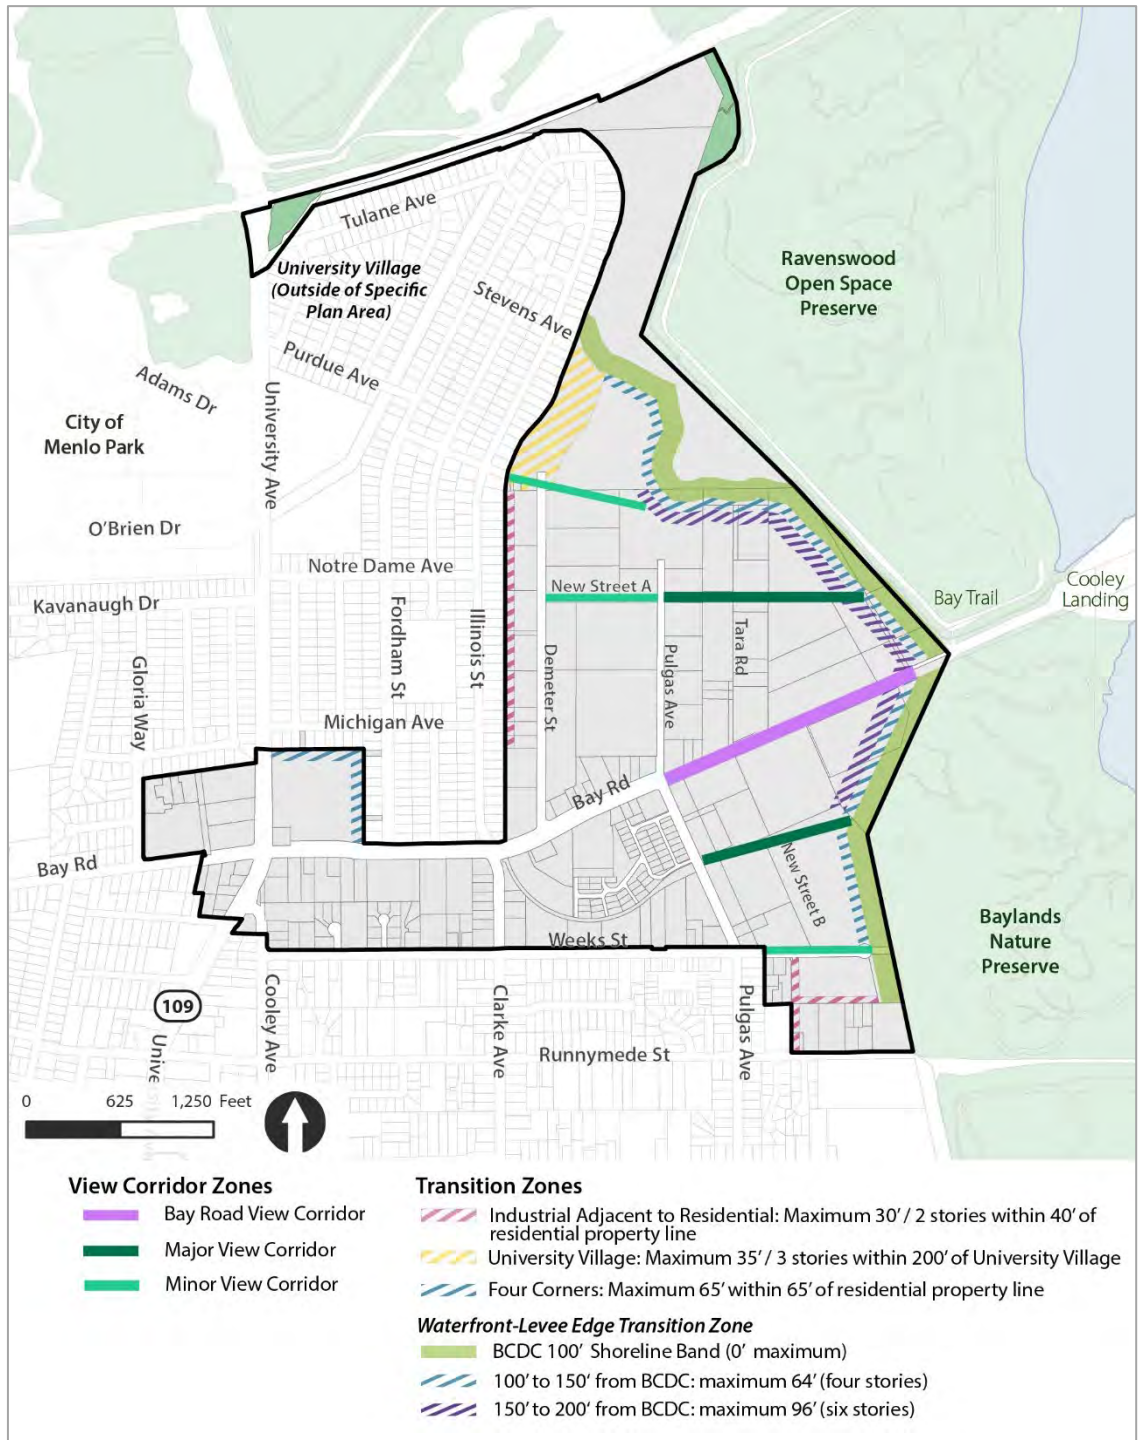 Tulane Ave
University Village
(Outside of Specific
Plan Area)
Stevens Ave
Ravenswood
Open Space
Preserve
Purdue Ave
Adams Dr
University Ave
City of
Menlo Park
O'Brien Dr
Notre Dame Ave
New Street A
Cooley
Landing
Bay Trail
Kavanaugh Dr
Fordham St
Illinois St
Gloria Way
Demeter St
Pulgas Ave
Tara Rd
Michigan Ave
Bay Rd
Bay Rd
New Street B
Weeks St
Baylands
Nature
Preserve
109
Cooley Ave
Clarke Ave
Pulgas Ave
Runnymede St
Unive
0 625 1,250 Feet
View Corridor Zones
Bay Road View Corridor
Major View Corridor
Minor View Corridor
Transition Zones
Industrial Adjacent to Residential: Maximum 30' / 2 stories within 40' of
residential property line
University Village: Maximum 35' / 3 stories within 200' of University Village
Four Corners: Maximum 65' within 65' of residential property line
Waterfront-Levee Edge Transition Zone
BCDC 100' Shoreline Band (0' maximum)
100' to 150' from BCDC: maximum 64' (four stories)
150' to 200' from BCDC: maximum 96' (six stories)